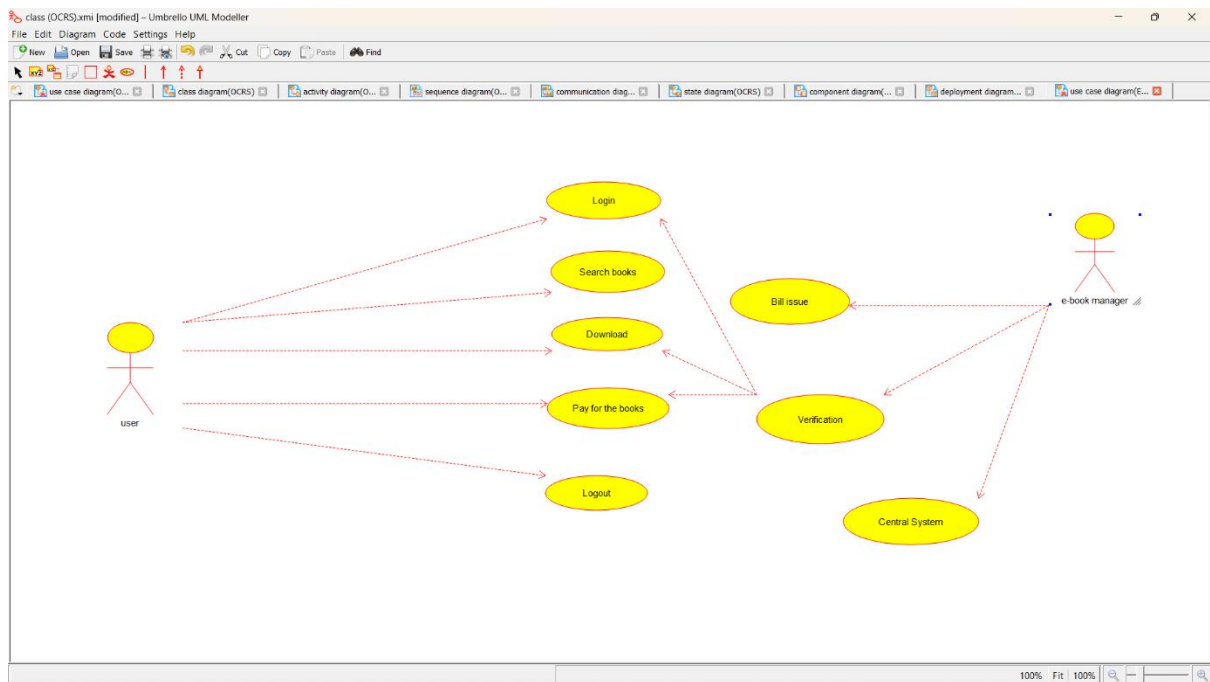 class (OCRS).xmi [modified] – Umbrello UML Modeller
File Edit Diagram Code Settings Help
New Open Save Cut Copy Paste Find
XYZ
use case diagram(O... class diagram(OCRS) activity diagram(O... sequence diagram(O... communication diag... state diagram(OCRS) component diagram(... deployment diagram... use case diagram(E...
Login
Search books
Bill issue
e-book manager
Download
Pay for the books
Verification
user
Logout
Central System
100% Fit 100%